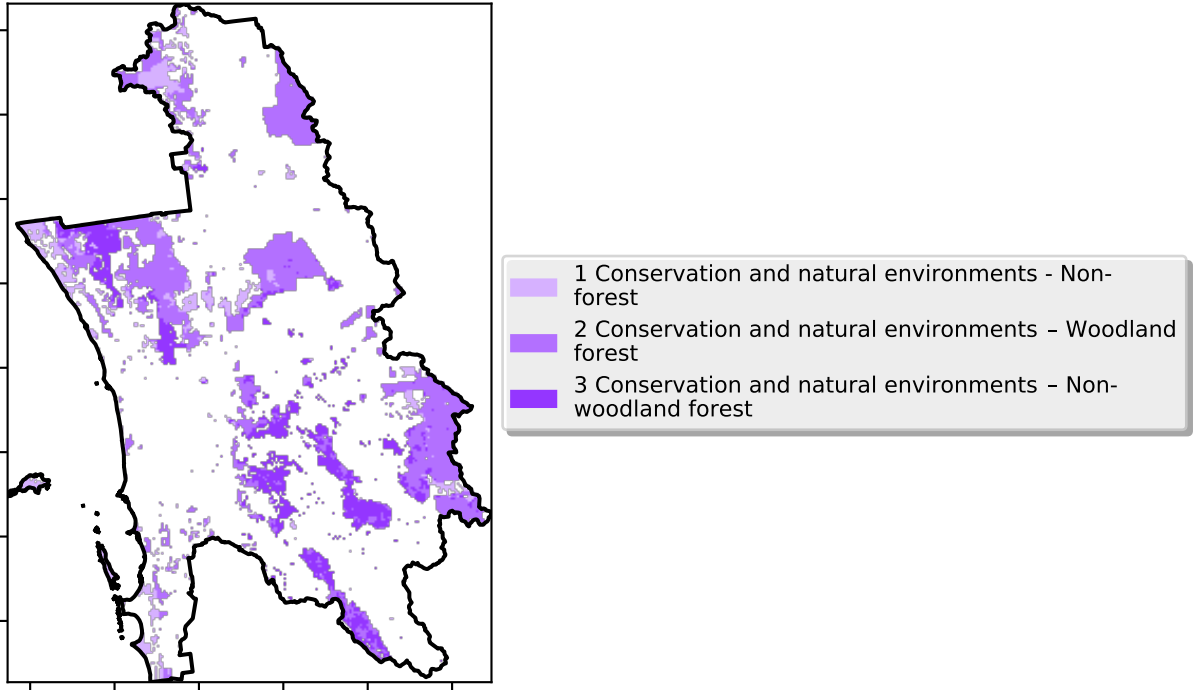 1 Conservation and natural environments - Non-
forest
2 Conservation and natural environments – Woodland
forest
3 Conservation and natural environments – Non-
woodland forest